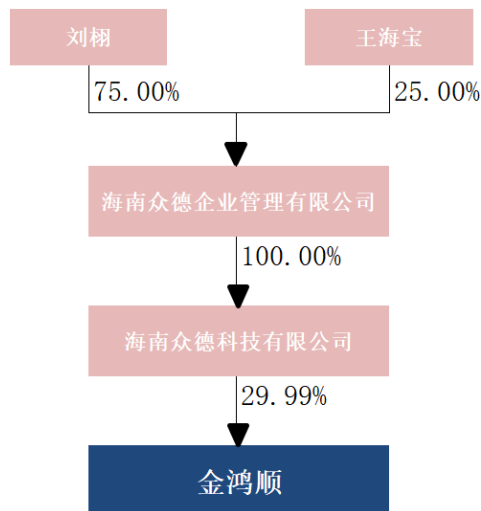 刘栩
王海宝
75.00%
25.00%
海南众德企业管理有限公司
100.00%
海南众德科技有限公司
29.99%
金鸿顺